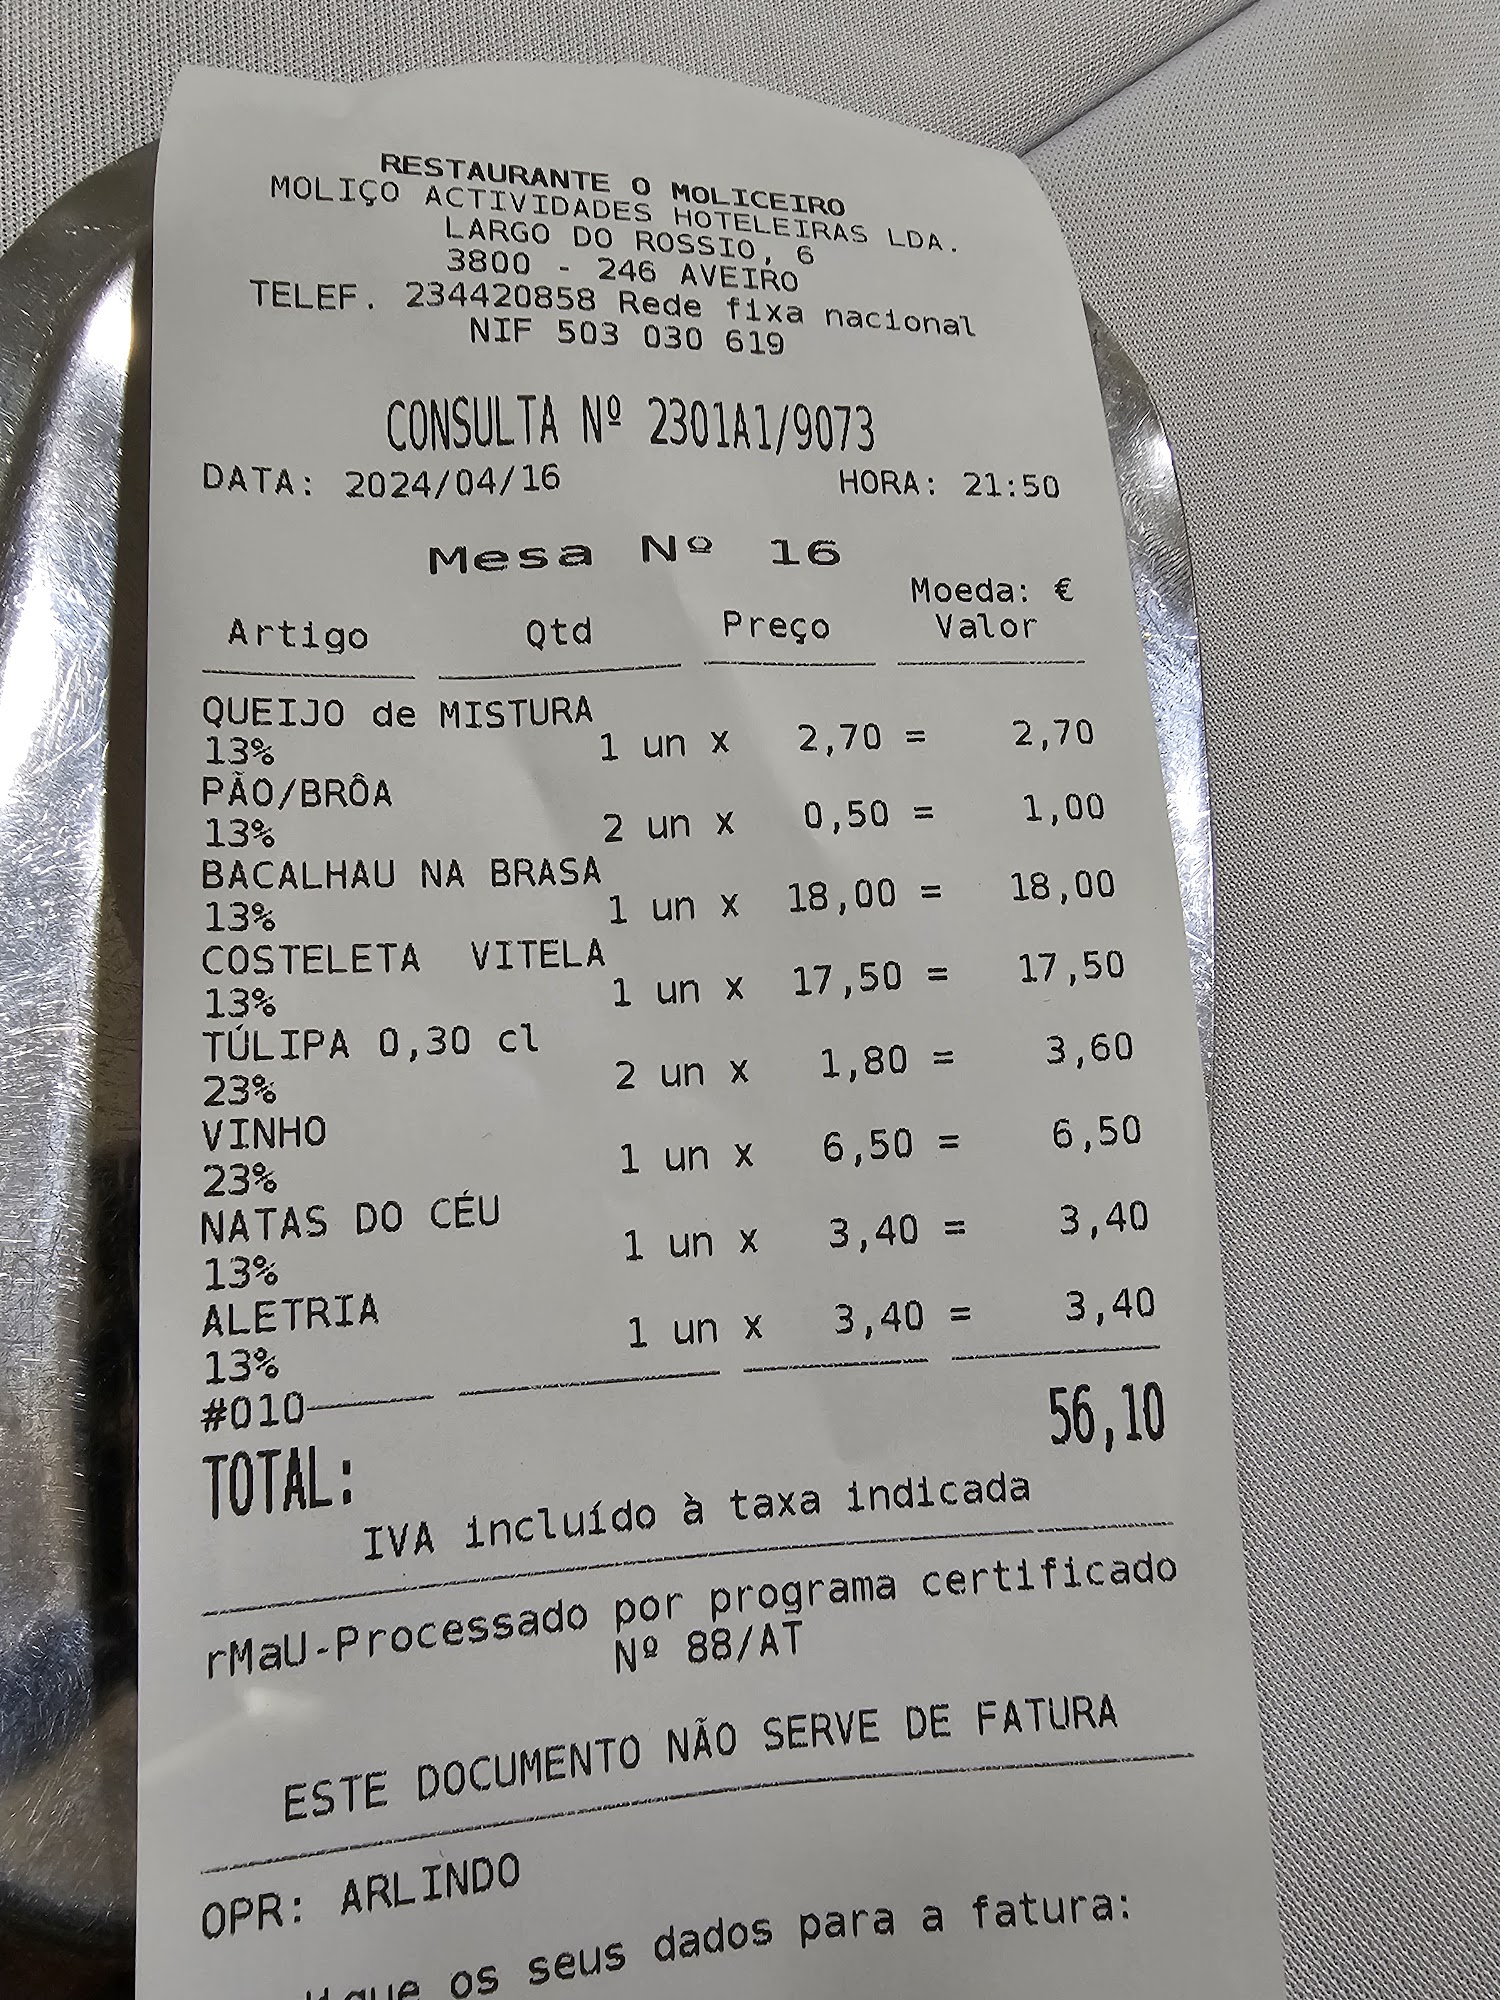 RESTAURANTE O MOLICEIRO
MOLIÇO ACTIVIDADES HOTELEIRAS LDA.
LARGO DO ROSSIO, 6
3800 - 246 AVEIRO
TELEF. 234420858 Rede fixa nacional
NIF 503 030 619
CONSULTA Nº 2301A1/9073
DATA: 2024/04/16 HORA: 21:50
Mesa Nº 16
Moeda: €
Artigo Qtd Preço Valor
QUEIJO de MISTURA
13% 1 un x 2,70 = 2,70
PÃO/BRÔA
13% 2 un x 0,50 = 1,00
BACALHAU NA BRASA
13% 1 un x 18,00 = 18,00
COSTELETA VITELA
13% 1 un x 17,50 = 17,50
TÚLIPA 0,30 cl
23% 2 un x 1,80 = 3,60
VINHO
23% 1 un x 6,50 = 6,50
NATAS DO CÉU
13% 1 un x 3,40 = 3,40
ALETRIA
13% 1 un x 3,40 = 3,40
#010
TOTAL: 56,10
IVA incluído à taxa indicada
rMaU-Processado por programa certificado
Nº 88/AT
ESTE DOCUMENTO NÃO SERVE DE FATURA
OPR: ARLINDO
os seus dados para a fatura: